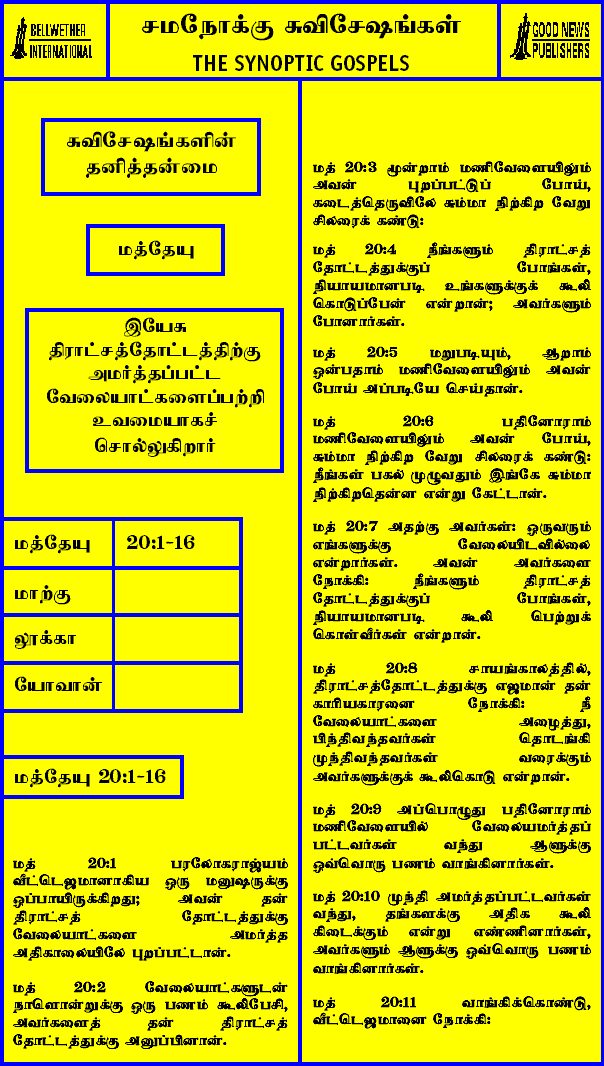 BELLWETHER
INTERNATIONAL
சமநோக்கு சுவிசேஷங்கள்
THE SYNOPTIC GOSPELS
GOOD NEWS
PUBLISHERS
சுவிசேஷங்களின்
தனித்தன்மை
மத்தேயு
இயேசு
திராட்சத்தோட்டத்திற்கு
அமர்த்தப்பட்ட
வேலையாட்களைப்பற்றி
உவமையாகச்
சொல்லுகிறார்
மத்தேயு 20:1-16
மாற்கு
லூக்கா
யோவான்
மத்தேயு 20:1-16
மத் 20:1 பரலோகராஜ்யம்
வீட்டெஜமானாகிய ஒரு மனுஷருக்கு
ஒப்பாயிருக்கிறது; அவன் தன்
திராட்சத் தோட்டத்துக்கு
வேலையாட்களை அமர்த்த
அதிகாலையிலே புறப்பட்டான்.
மத் 20:2 வேலையாட்களுடன்
நாளொன்றுக்கு ஒரு பணம் கூலிபேசி,
அவர்களைத் தன் திராட்சத்
தோட்டத்துக்கு அனுப்பினான்.
மத் 20:3 மூன்றாம் மணிவேளையிலும்
அவன் புறப்பட்டுப் போய்,
கடைத்தெருவிலே சும்மா நிற்கிற வேறு
சிலரைக் கண்டு:
மத் 20:4 நீங்களும் திராட்சத்
தோட்டத்துக்குப் போங்கள்,
நியாயமானபடி உங்களுக்குக் கூலி
கொடுப்பேன் என்றான்; அவர்களும்
போனார்கள்.
மத் 20:5 மறுபடியும், ஆறாம்
ஒன்பதாம் மணிவேளையிலும் அவன்
போய் அப்படியே செய்தான்.
மத் 20:6 பதினோராம்
மணிவேளையிலும் அவன் போய்,
சும்மா நிற்கிற வேறு சிலரைக் கண்டு:
நீங்கள் பகல் முழுவதும் இங்கே சும்மா
நிற்கிறதென்ன என்று கேட்டான்.
மத் 20:7 அதற்கு அவர்கள்: ஒருவரும்
எங்களுக்கு வேலையிடவில்லை
என்றார்கள். அவன் அவர்களை
நோக்கி: நீங்களும் திராட்சத்
தோட்டத்துக்குப் போங்கள்,
நியாயமானபடி கூலி பெற்றுக்
கொள்வீர்கள் என்றான்.
மத் 20:8 சாயங்காலத்தில்,
திராட்சத்தோட்டத்துக்கு எஜமான் தன்
காரியகாரனை நோக்கி: நீ
வேலையாட்களை அழைத்து,
பிந்திவந்தவர்கள் தொடங்கி
முந்திவந்தவர்கள் வரைக்கும்
அவர்களுக்குக் கூலிகொடு என்றான்.
மத் 20:9 அப்பொழுது பதினோராம்
மணிவேளையில் வேலையமர்த்தப்
பட்டவர்கள் வந்து ஆளுக்கு
ஒவ்வொரு பணம் வாங்கினார்கள்.
மத் 20:10 முந்தி அமர்த்தப்பட்டவர்கள்
வந்து, தங்களக்கு அதிக கூலி
கிடைக்கும் என்று எண்ணினார்கள்,
அவர்களும் ஆளுக்கு ஒவ்வொரு பணம்
வாங்கினார்கள்.
மத் 20:11 வாங்கிக்கொண்டு,
வீட்டெஜமானை நோக்கி: